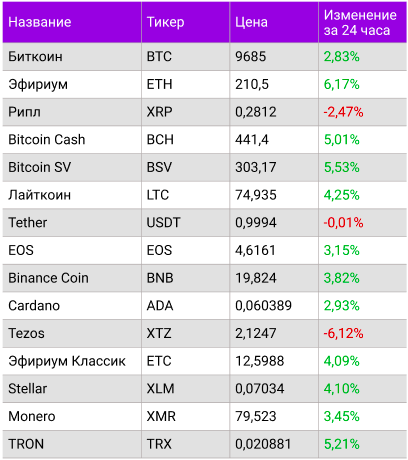 Название Тикер Цена Изменение за 24 часа
Биткоин BTC 9685 2,83%
Эфириум ETH 210,5 6,17%
Рипл XRP 0,2812 -2,47%
Bitcoin Cash BCH 441,4 5,01%
Bitcoin SV BSV 303,17 5,53%
Лайткоин LTC 74,935 4,25%
Tether USDT 0,9994 -0,01%
EOS EOS 4,6161 3,15%
Binance Coin BNB 19,824 3,82%
Cardano ADA 0,060389 2,93%
Tezos XTZ 2,1247 -6,12%
Эфириум Классик ETC 12,5988 4,09%
Stellar XLM 0,07034 4,10%
Monero XMR 79,523 3,45%
TRON TRX 0,020881 5,21%